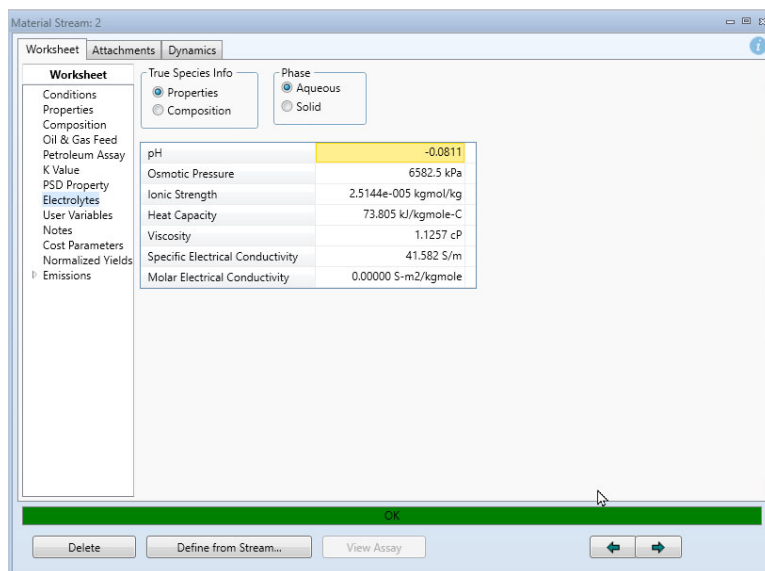 Material Stream: 2
Worksheet Attachments Dynamics
Worksheet
Conditions
Properties
Composition
Oil & Gas Feed
Petroleum Assay
K Value
PSD Property
Electrolytes
User Variables
Notes
Cost Parameters
Normalized Yields
Emissions
True Species Info
Properties
Composition
Phase
Aqueous
Solid
pH -0.0811
Osmotic Pressure 6582.5 kPa
Ionic Strength 2.5144e-005 kgmol/kg
Heat Capacity 73.805 kJ/kgmole-C
Viscosity 1.1257 cP
Specific Electrical Conductivity 41.582 S/m
Molar Electrical Conductivity 0.00000 S-m2/kgmole
OK
Delete Define from Stream... View Assay